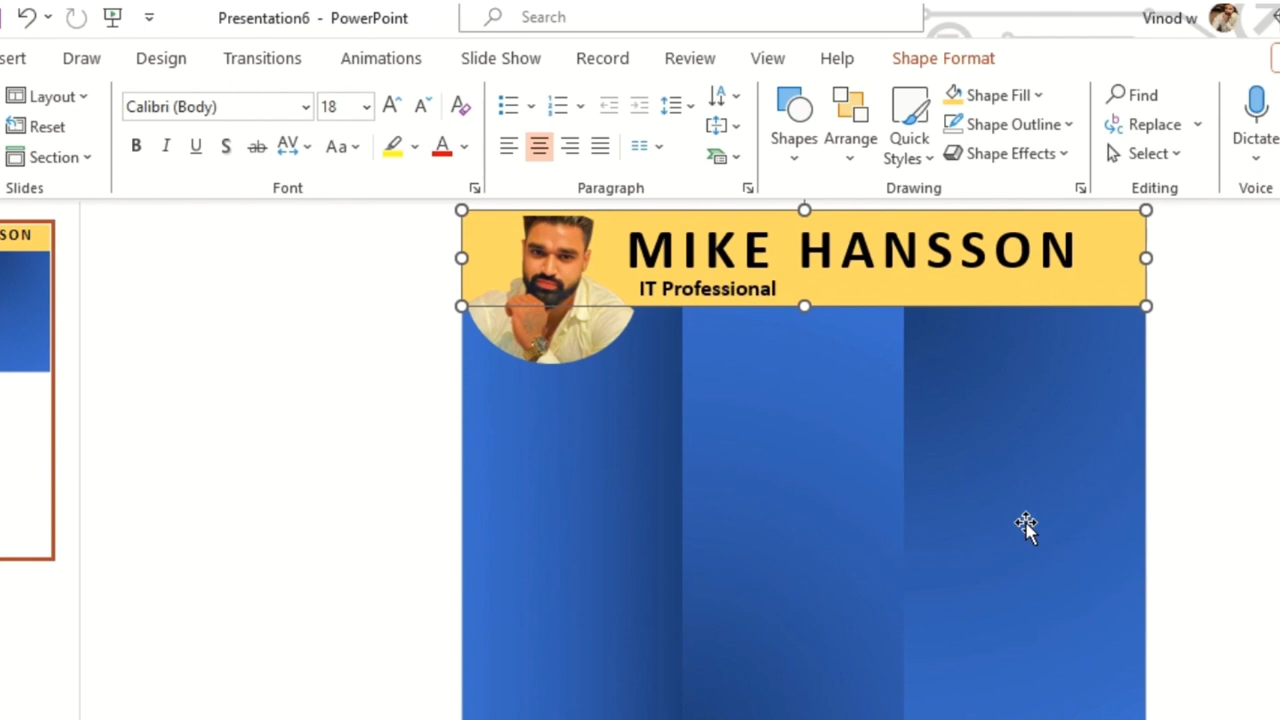 Presentation6 - PowerPoint
Search
Vinod w
sert Draw Design Transitions Animations Slide Show Record Review View Help Shape Format
Layout
Reset
Section
Slides
Calibri (Body) 18
B I U S ab AV Aa A
Font
Paragraph
Shapes
Arrange
Quick
Styles
Shape Fill
Shape Outline
Shape Effects
Drawing
Find
Replace
Select
Editing
Dictate
Voice
SON
MIKE HANSSON
IT Professional